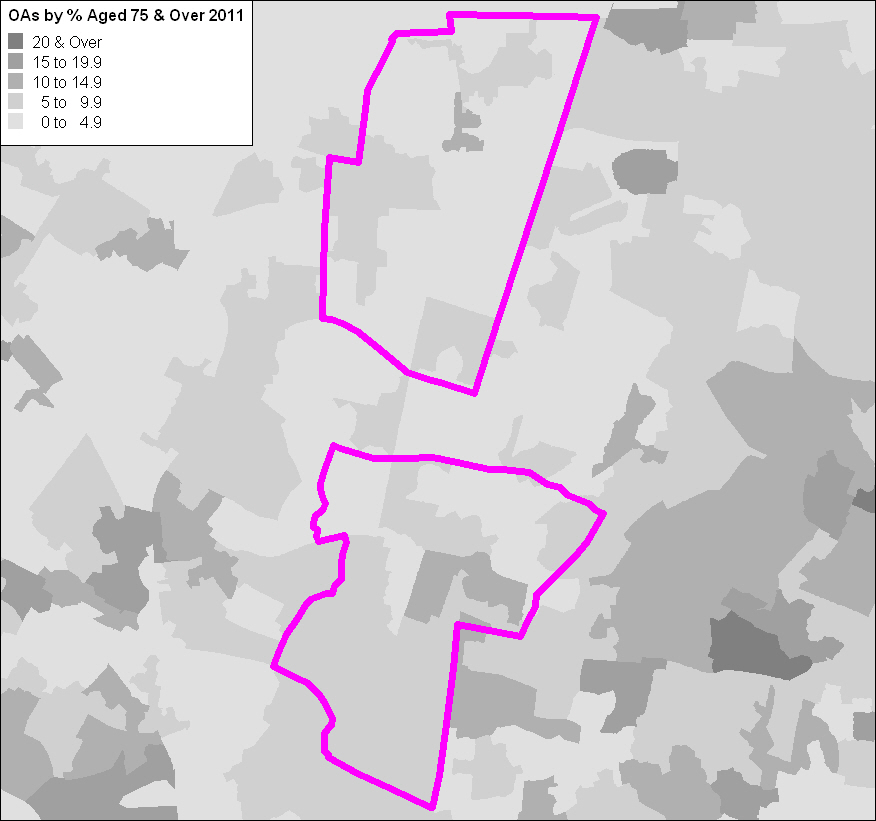 OAs by % Aged 75 & Over 2011
20 & Over
15 to 19.9
10 to 14.9
5 to 9.9
0 to 4.9